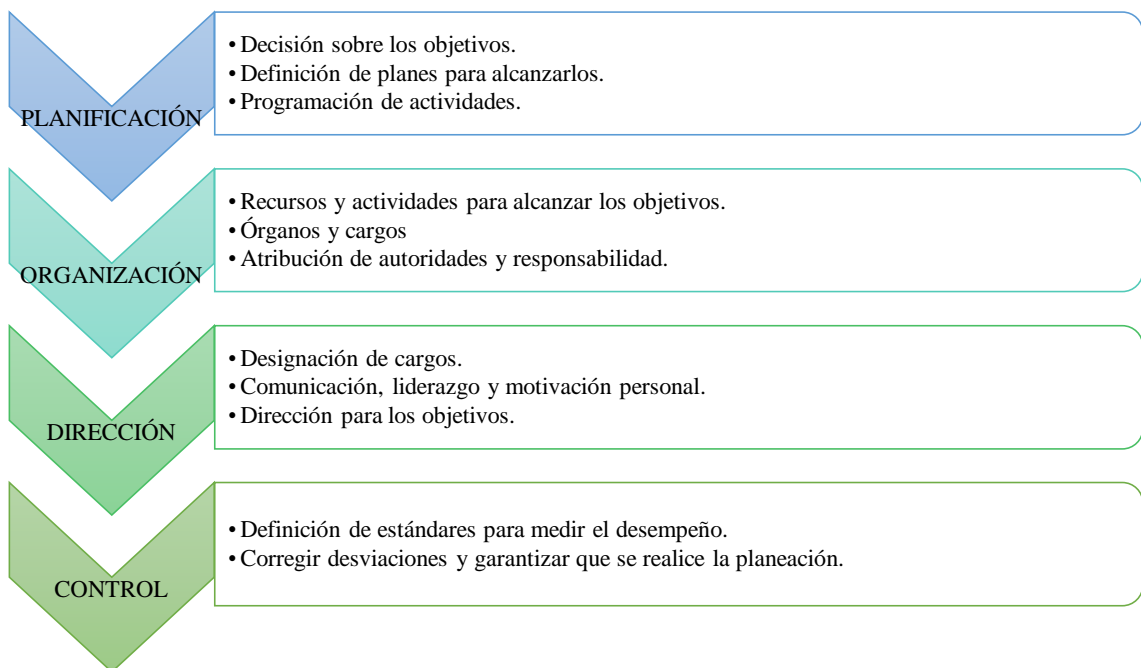 PLANIFICACIÓN
• Decisión sobre los objetivos.
• Definición de planes para alcanzarlos.
• Programación de actividades.
ORGANIZACIÓN
• Recursos y actividades para alcanzar los objetivos.
• Órganos y cargos
• Atribución de autoridades y responsabilidad.
DIRECCIÓN
• Designación de cargos.
• Comunicación, liderazgo y motivación personal.
• Dirección para los objetivos.
CONTROL
• Definición de estándares para medir el desempeño.
• Corregir desviaciones y garantizar que se realice la planeación.